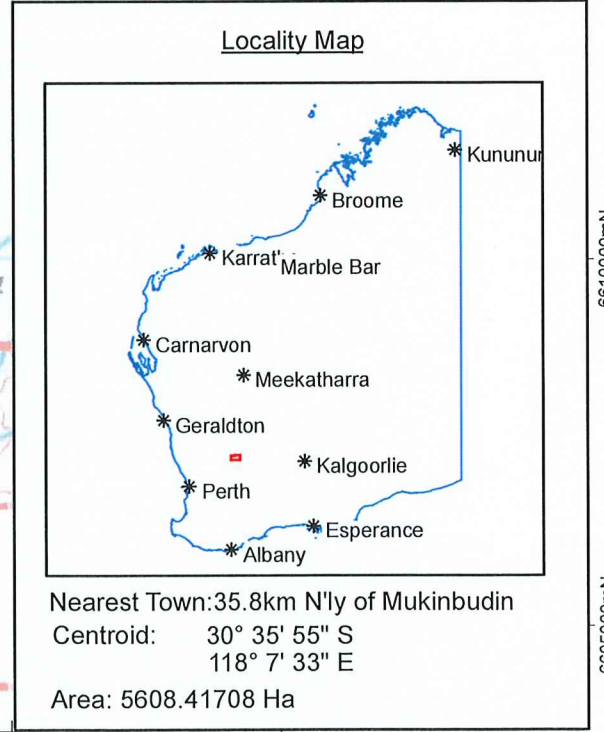 Locality Map
Kununur
Broome
Karrat'
Marble Bar
Carnarvon
Meekatharra
Geraldton
Kalgoorlie
Perth
Esperance
Albany
Nearest Town:35.8km N'ly of Mukinbudin
Centroid: 30° 35' 55" S
118° 7' 33" E
Area: 5608.41708 Ha